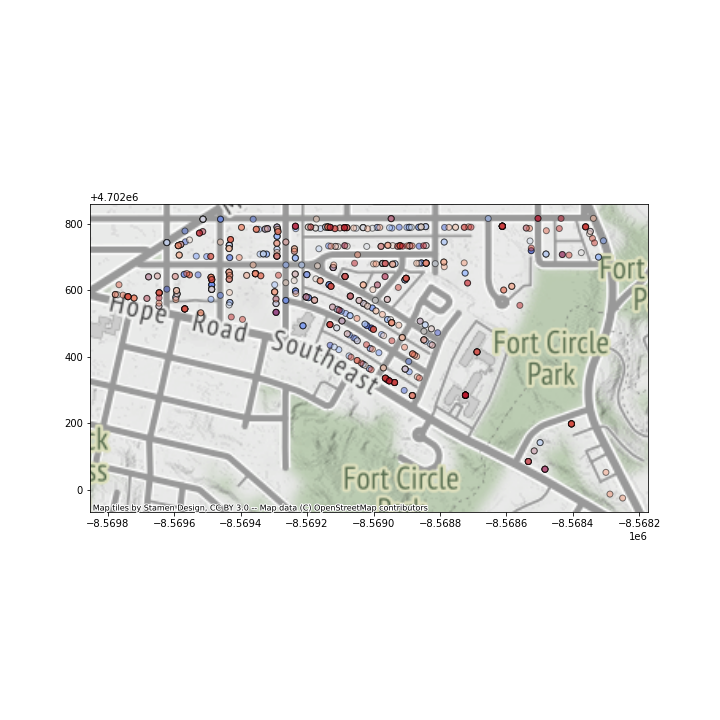 +4.702e6
800
600
400
200
0
Fort
P
Hope Road Southeast
Fort Circle
Park
ck
ss
Fort Circle
Map tiles by Stamen Design, CC BY 3.0 -- Map data (C) OpenStreetMap contributors
−8.5698 −8.5696 −8.5694 −8.5692 −8.5690 −8.5688 −8.5686 −8.5684 −8.5682
1e6